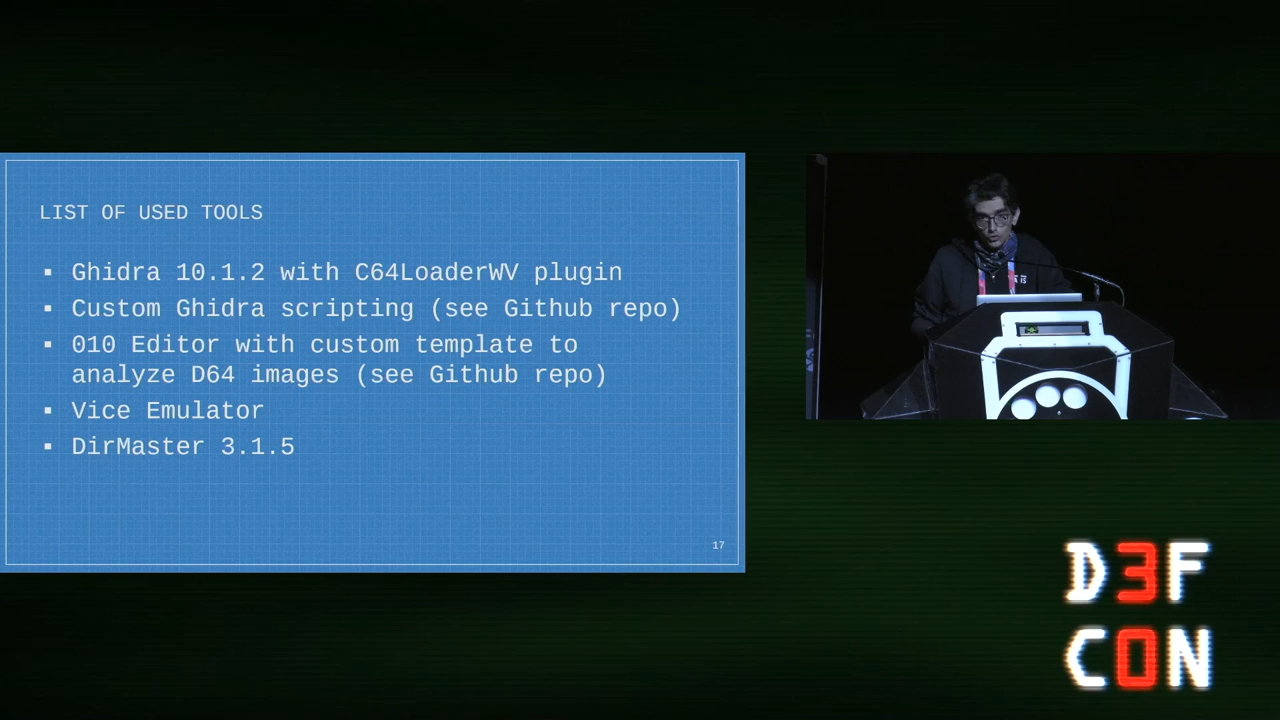 LIST OF USED TOOLS
▪ Ghidra 10.1.2 with C64LoaderWV plugin
▪ Custom Ghidra scripting (see Github repo)
▪ 010 Editor with custom template to
analyze D64 images (see Github repo)
▪ Vice Emulator
▪ DirMaster 3.1.5
17
D3F
C0N